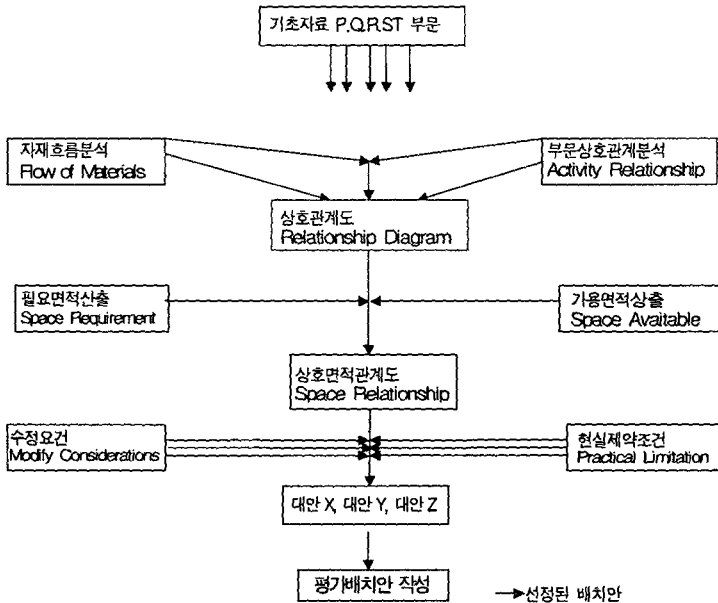 기초자료 P.Q.R.ST 부문
자재흐름분석
Flow of Materials
부문상호관계분석
Activity Relationship
상호관계도
Relationship Diagram
필요면적산출
Space Requirement
가용면적상출
Space Avaitable
상호면적관계도
Space Relationship
수정요건
Modify Considerations
현실제약조건
Practical Limitation
대안 X, 대안 Y, 대안 Z
평가배치안 작성
선정된 배치안